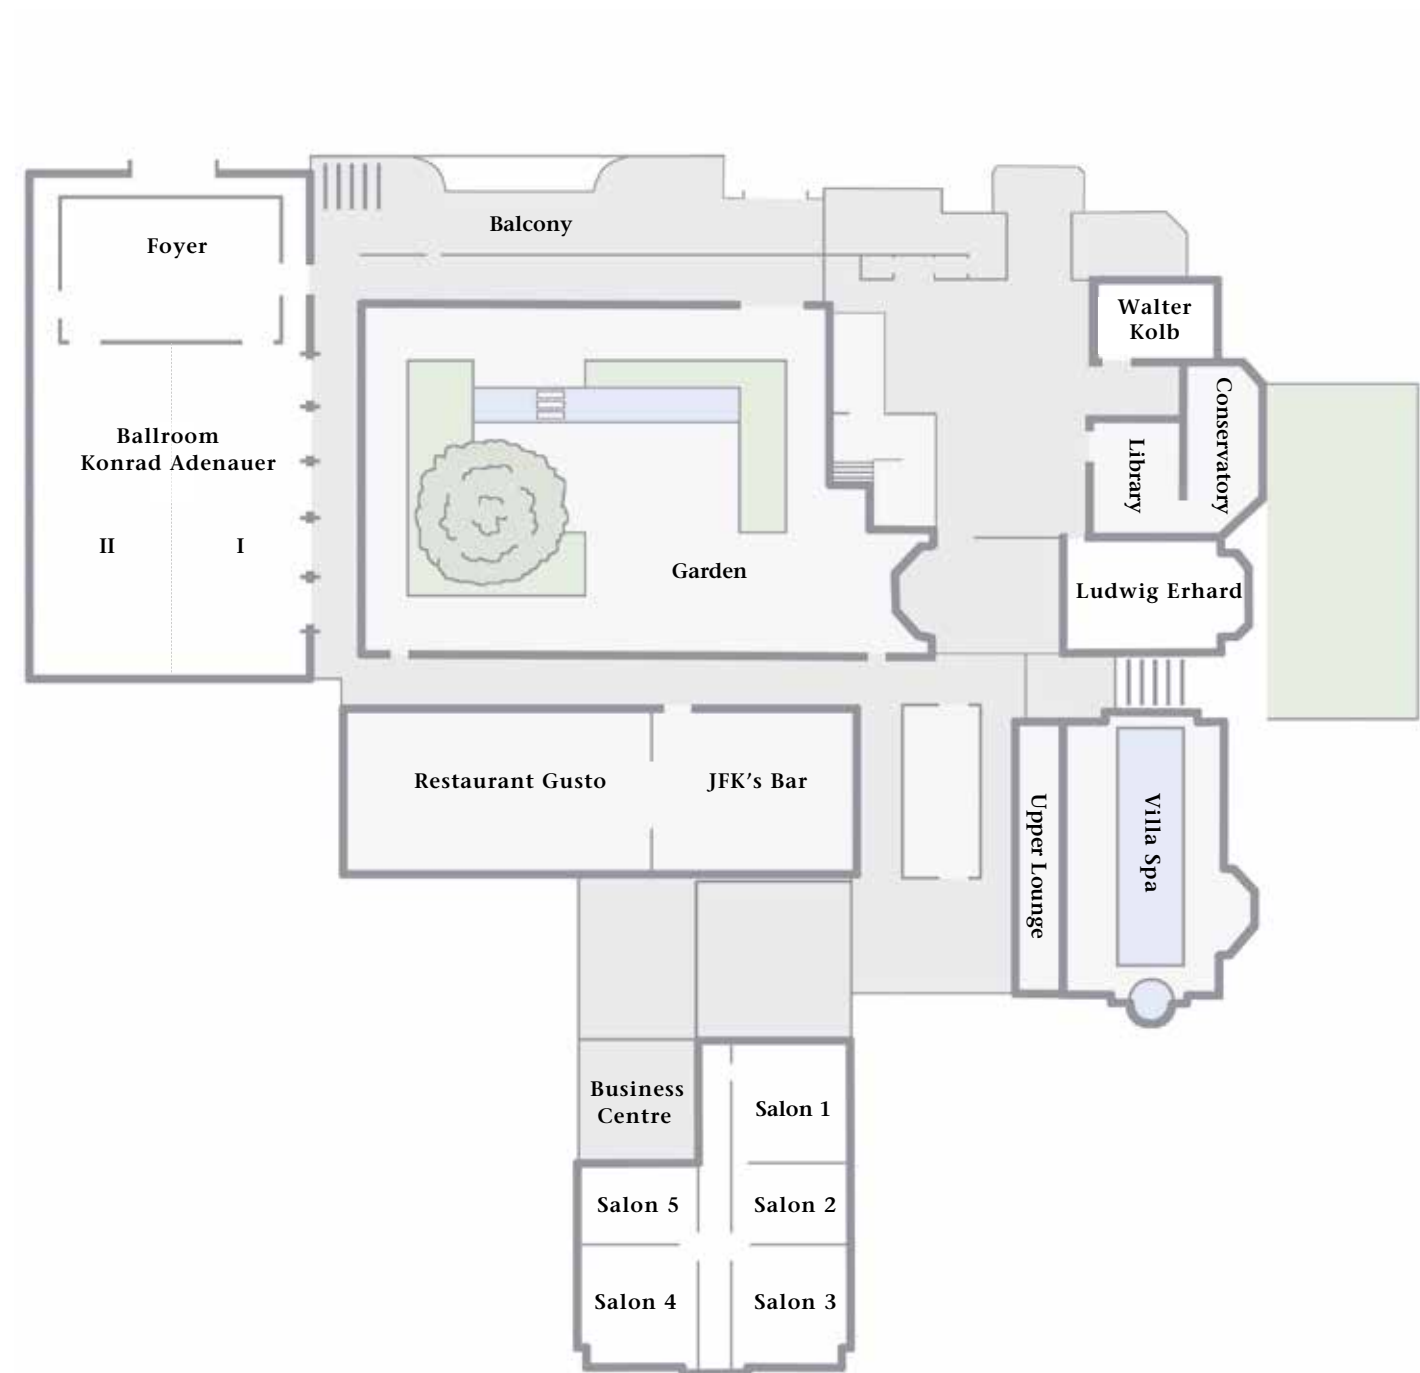 Balcony
Foyer
Walter
Kolb
Conservatory
Library
Ballroom
Konrad Adenauer
II
I
Garden
Ludwig Erhard
Restaurant Gusto
JFK's Bar
Upper Lounge
Villa Spa
Business
Centre
Salon 1
Salon 5
Salon 2
Salon 4
Salon 3